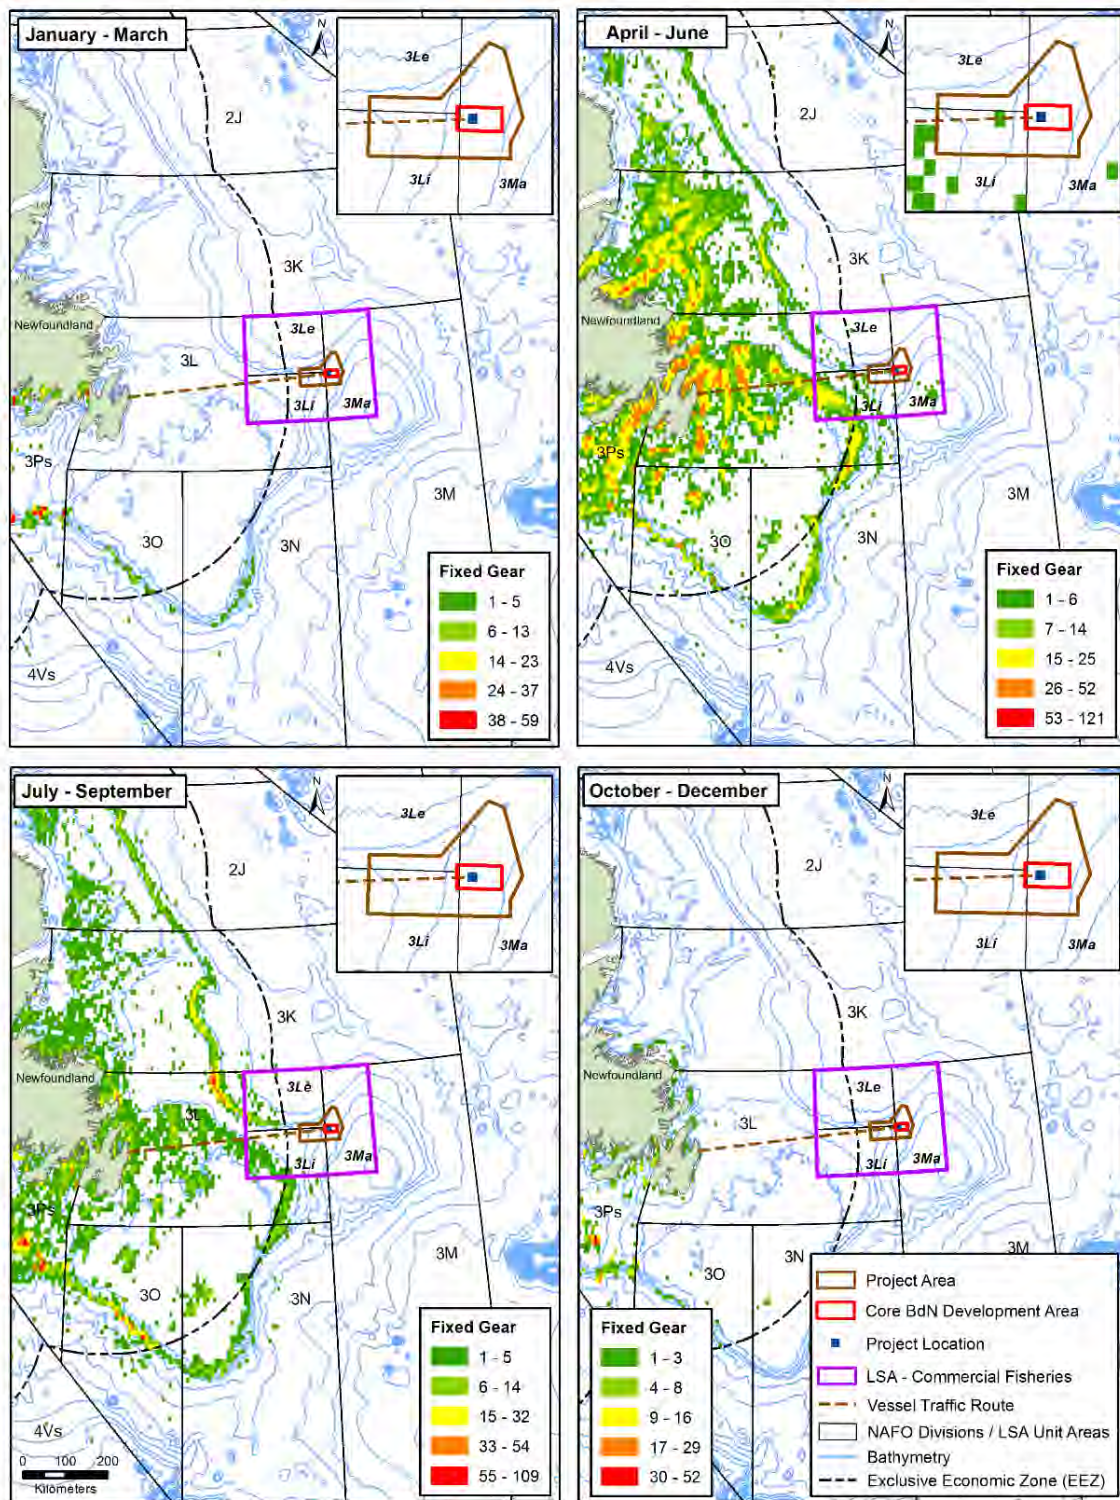 January - March
N
2J
3K
3Le
3L
3Li
3Ma
Newfoundland
3Ps
3O
3N
3M
4Vs
3Le
3Li
3Ma
Fixed Gear
1 - 5
6 - 13
14 - 23
24 - 37
38 - 59
April - June
N
2J
3K
3Le
3Li
3Ma
Newfoundland
3Ps
3O
3N
3M
4Vs
3Le
3Li
3Ma
Fixed Gear
1 - 6
7 - 14
15 - 25
26 - 52
53 - 121
July - September
N
2J
3K
3Le
3L
3Li
3Ma
Newfoundland
3Ps
3O
3N
3M
4Vs
3Le
3Li
3Ma
0 100 200
Kilometers
Fixed Gear
1 - 5
6 - 14
15 - 32
33 - 54
55 - 109
October - December
N
2J
3K
3Le
3L
3Li
3Ma
Newfoundland
3Ps
3O
3N
3M
3Le
3Li
3Ma
Fixed Gear
1 - 3
4 - 8
9 - 16
17 - 29
30 - 52
Project Area
Core BdN Development Area
Project Location
LSA - Commercial Fisheries
Vessel Traffic Route
NAFO Divisions / LSA Unit Areas
Bathymetry
Exclusive Economic Zone (EEZ)